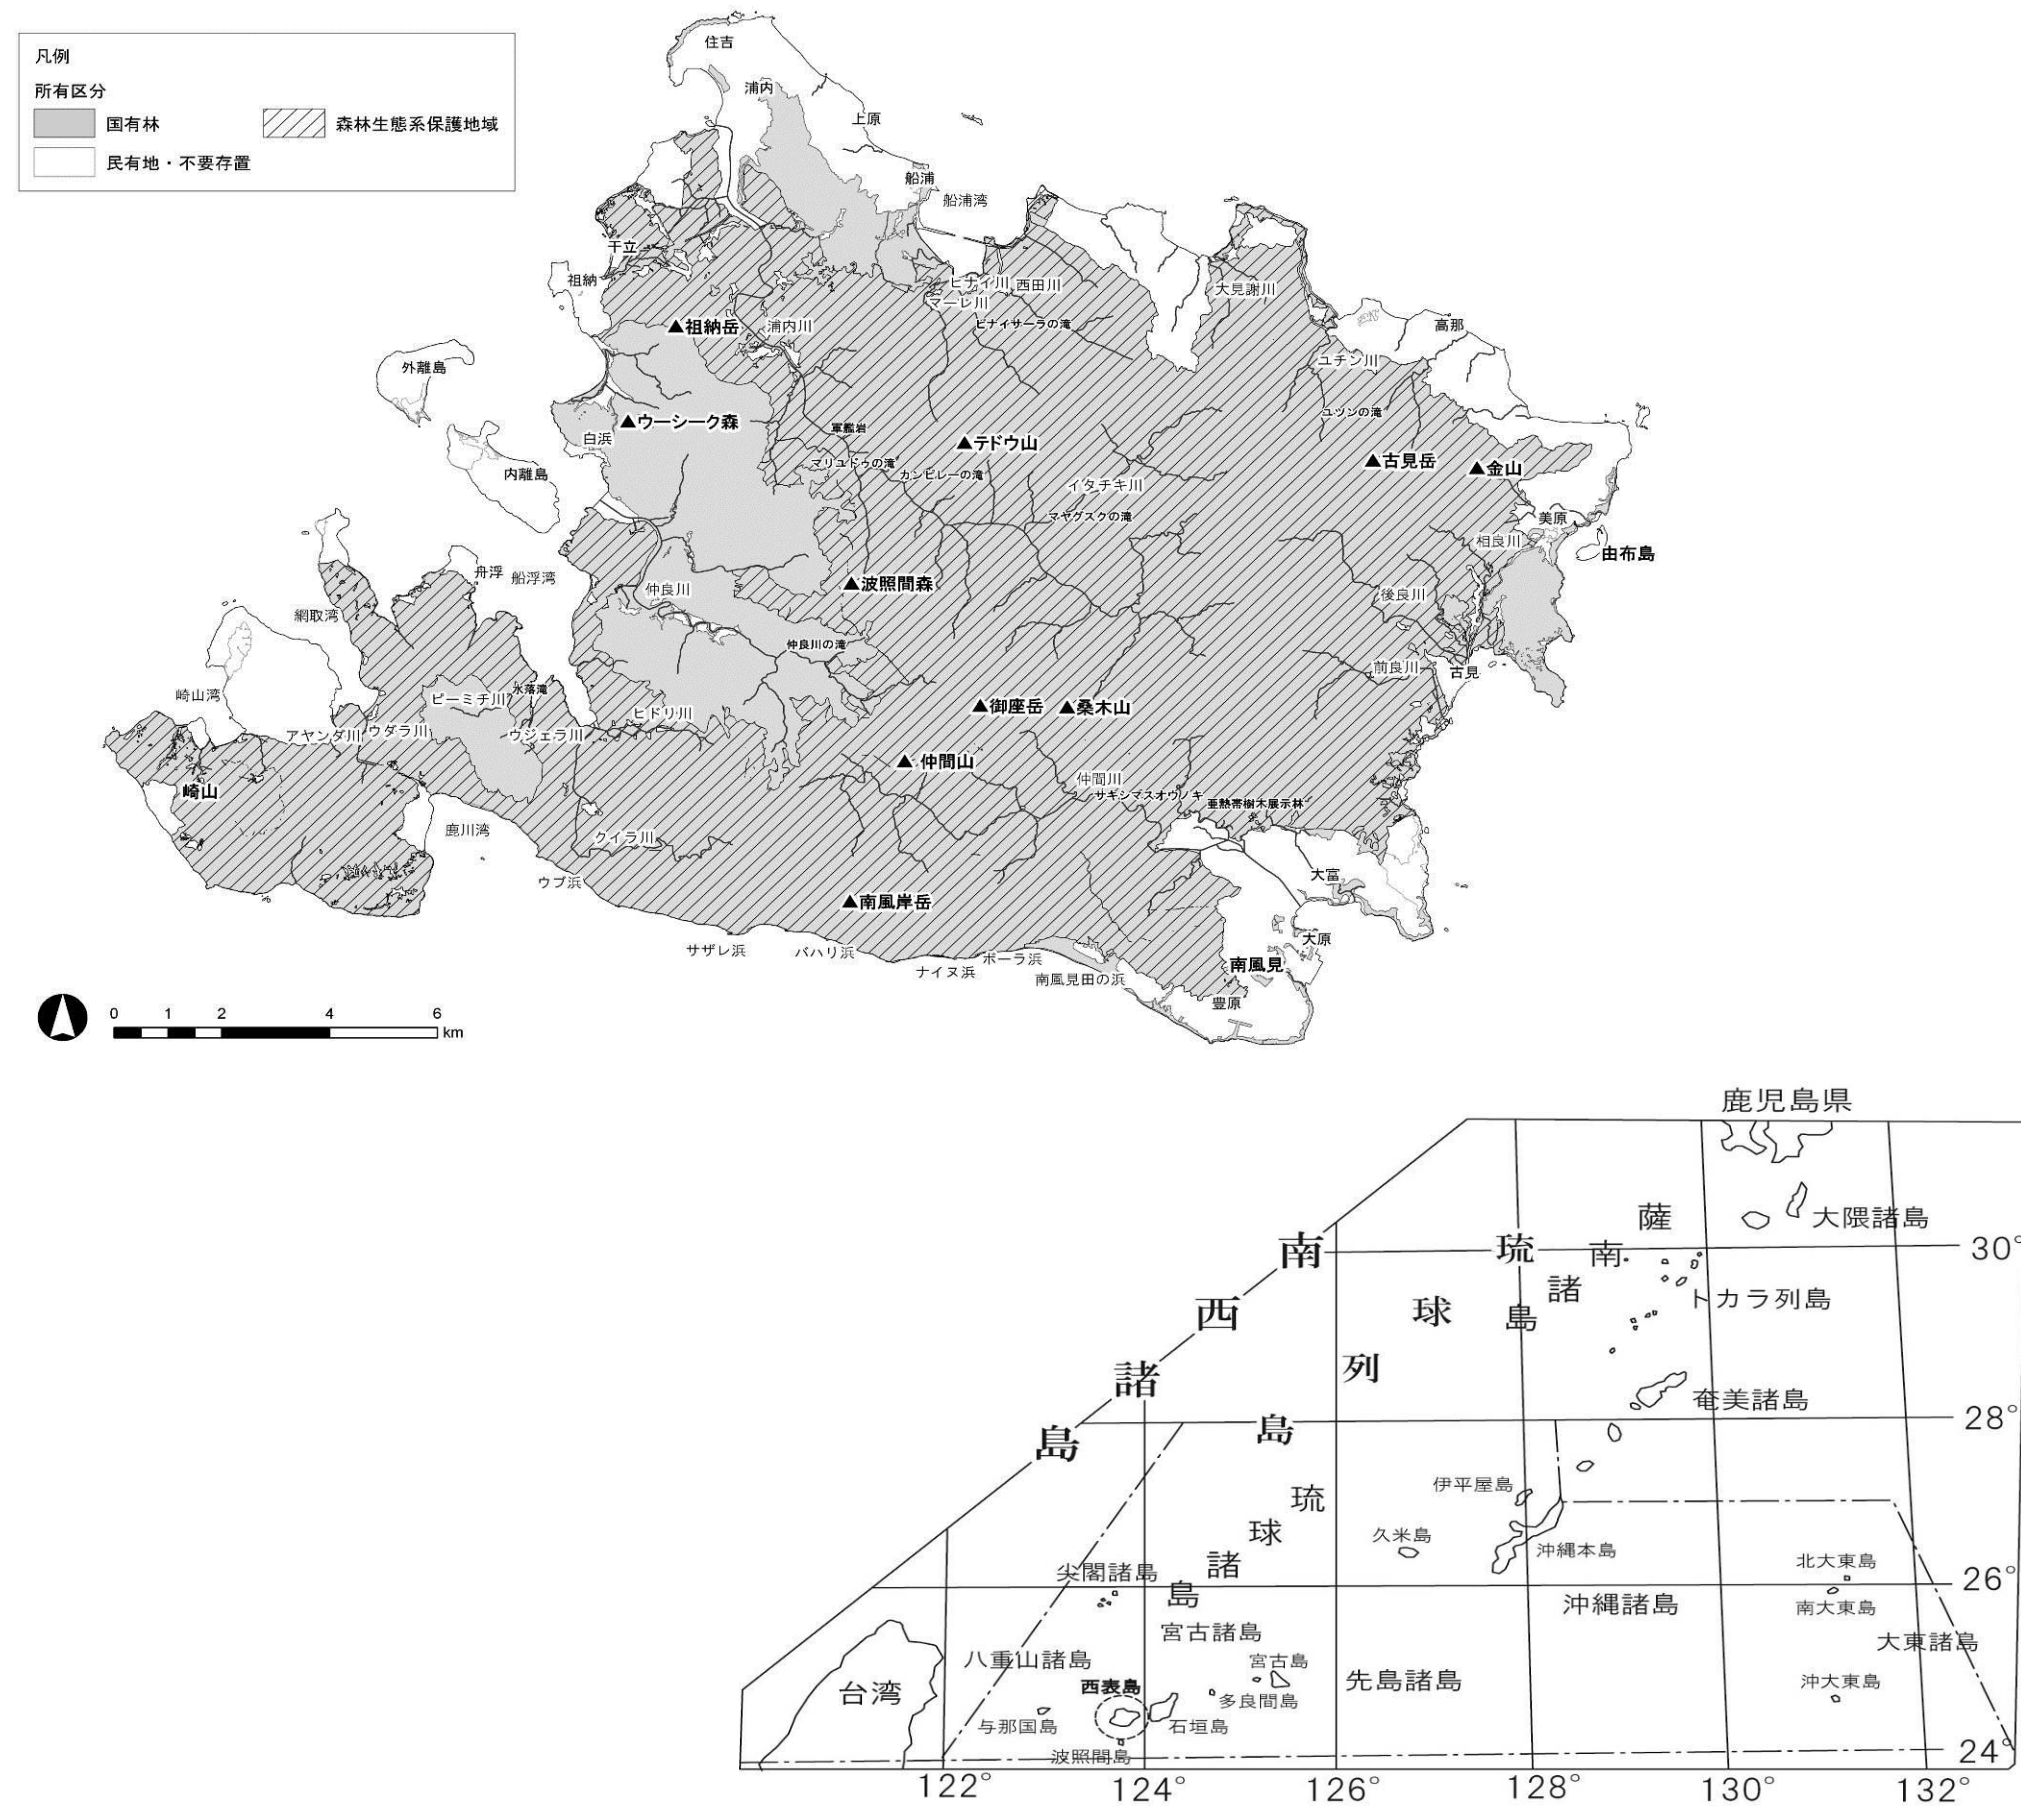 凡例
所有区分
国有林
森林生態系保護地域
民有地・不要存置
住吉
浦内
上原
船浦
船浦湾
干立
祖納
ヒナイ川
西田川
マーレ川
大見謝川
ピナイサーラの滝
▲祖納岳
浦内川
高那
ユチン川
外離島
ユツンの滝
▲ウーシーク森
白浜
軍艦岩
▲テドウ山
マリユドゥの滝
カンピレーの滝
▲古見岳
▲金山
内離島
イタチキ川
マヤグスクの滝
美原
相良川
由布島
舟浮
船浮湾
仲良川
▲波照間森
後良川
網取湾
仲良川の滝
前良川
古見
崎山湾
ピーミチ川
水落滝
ヒドリ川
▲御座岳
▲桑木山
アヤンダ川
ウダラ川
ウジェラ川
▲仲間山
仲間川
サキシマスオウノキ
亜熱帯樹木展示林
崎山
鹿川湾
クイラ川
大富
ウブ浜
▲南風岸岳
サザレ浜
パハリ浜
ナイヌ浜
ボーラ浜
南風見田の浜
大原
南風見
豊原
0 1 2 4 6
km
鹿児島県
大隈諸島
薩南諸島
30°
トカラ列島
南西諸島
琉球列島
奄美諸島
28°
伊平屋島
久米島
沖縄本島
琉球諸島
尖閣諸島
北大東島
26°
沖縄諸島
南大東島
大東諸島
宮古諸島
八重山諸島
宮古島
先島諸島
沖大東島
台湾
西表島
多良間島
与那国島
石垣島
波照間島
24°
122° 124° 126° 128° 130° 132°